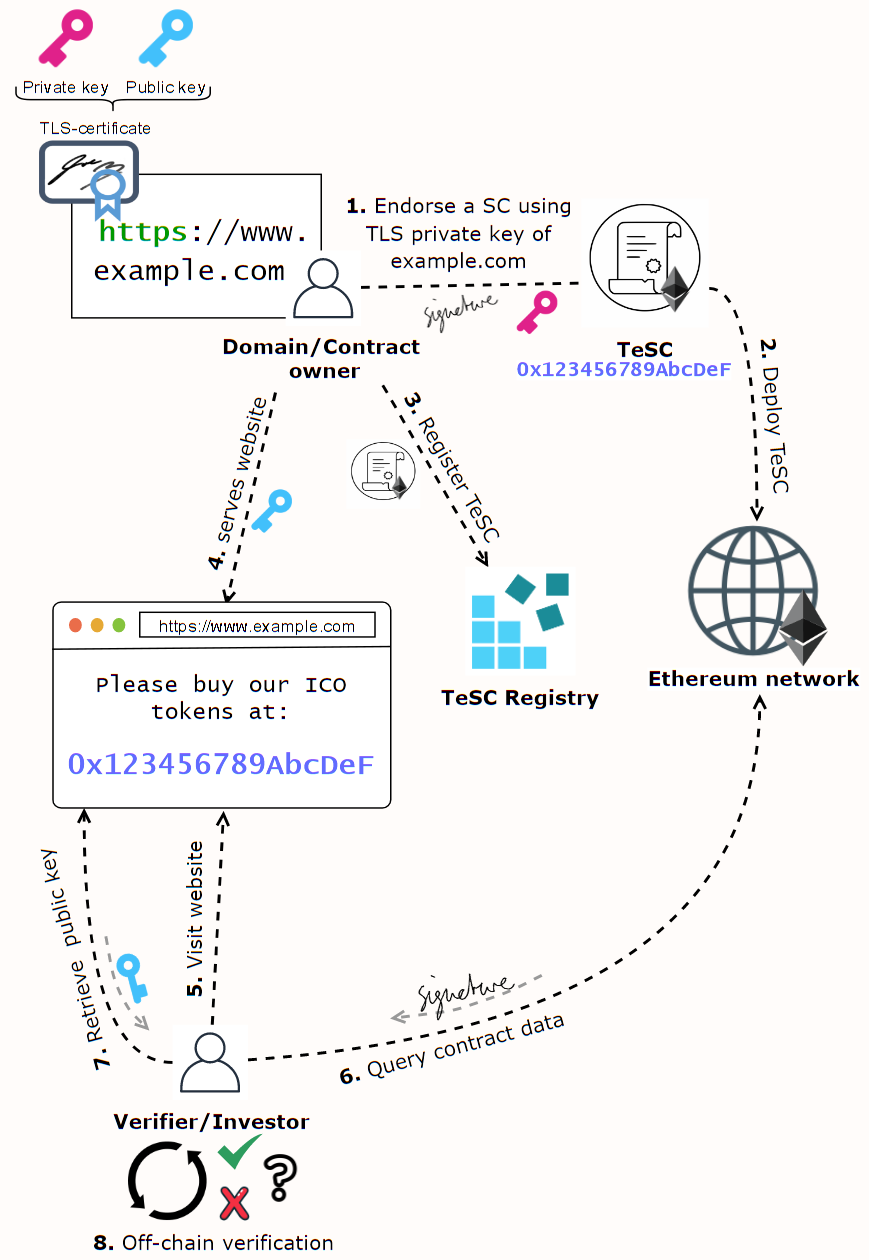 Private key
Public key
TLS-certificate
https://www.
example.com
1. Endorse a SC using
TLS private key of
example.com
signature
Domain/Contract
owner
TeSC
0x123456789AbcDeF
2. Deploy TeSC
3. Register TeSC
4. serves website
https://www.example.com
Please buy our ICO
tokens at:
0x123456789AbcDeF
TeSC Registry
Ethereum network
5. Visit website
7. Retrieve public key
signature
6. Query contract data
Verifier/Investor
8. Off-chain verification